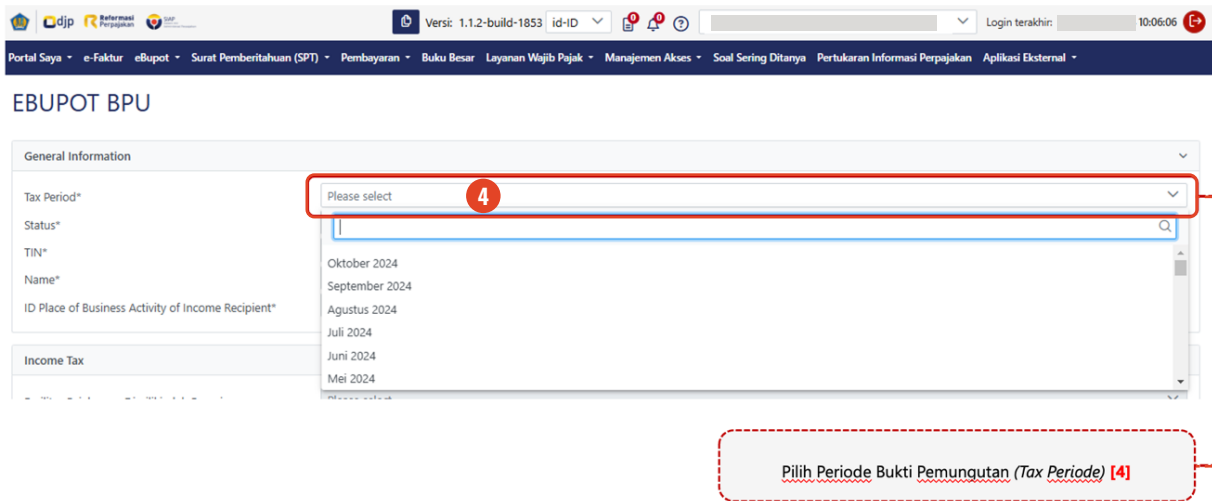 djp Reformasi Perpajakan
Versi: 1.1.2-build-1853 id-ID 0 0 Login terakhir: 10:06:06
Portal Saya e-Faktur eBupot Surat Pemberitahuan (SPT) Pembayaran Buku Besar Layanan Wajib Pajak Manajemen Akses Soal Sering Ditanya Pertukaran Informasi Perpajakan Aplikasi Eksternal
EBUPOT BPU
General Information
Tax Period* Please select 4
Status*
TIN*
Name*
ID Place of Business Activity of Income Recipient*
Oktober 2024
September 2024
Agustus 2024
Juli 2024
Juni 2024
Mei 2024
Income Tax
Pilih Periode Bukti Pemungutan (Tax Periode) [4]